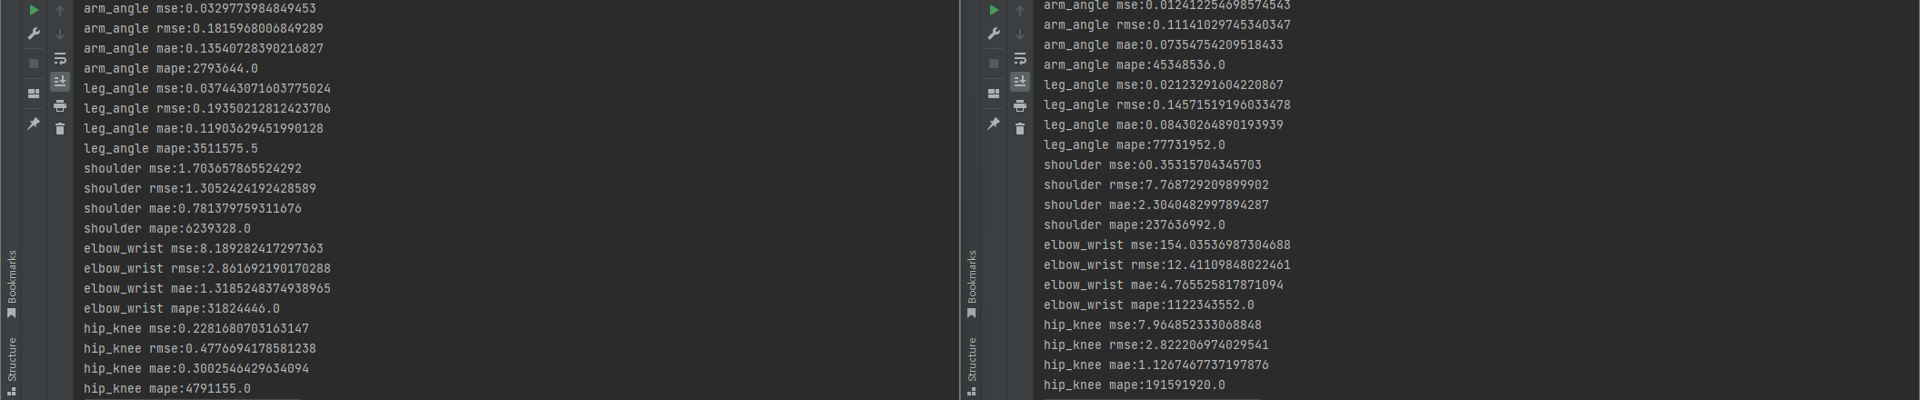 arm_angle mse:0.0329773984849453
arm_angle rmse:0.1815968006849289
arm_angle mae:0.13540728390216827
arm_angle mape:2793644.0
leg_angle mse:0.037443071603775024
leg_angle rmse:0.19350212812423706
leg_angle mae:0.11903629451990128
leg_angle mape:3511575.5
shoulder mse:1.703657865524292
shoulder rmse:1.3052424192428589
shoulder mae:0.781379759311676
shoulder mape:6239328.0
elbow_wrist mse:8.189282417297363
elbow_wrist rmse:2.861692190170288
elbow_wrist mae:1.3185248374938965
elbow_wrist mape:31824446.0
hip_knee mse:0.2281680703163147
hip_knee rmse:0.4776694178581238
hip_knee mae:0.3002546429634094
hip_knee mape:4791155.0
Bookmarks
Structure
arm_angle mse:0.012412254698574543
arm_angle rmse:0.11141029745340347
arm_angle mae:0.07354754209518433
arm_angle mape:45348536.0
leg_angle mse:0.02123291604220867
leg_angle rmse:0.14571519196033478
leg_angle mae:0.08430264890193939
leg_angle mape:77731952.0
shoulder mse:60.35315704345703
shoulder rmse:7.768729209899902
shoulder mae:2.3040482997894287
shoulder mape:237636992.0
elbow_wrist mse:154.03536987304688
elbow_wrist rmse:12.41109848022461
elbow_wrist mae:4.765525817871094
elbow_wrist mape:1122343552.0
hip_knee mse:7.964852333068848
hip_knee rmse:2.822206974029541
hip_knee mae:1.1267467737197876
hip_knee mape:191591920.0
Bookmarks
Structure